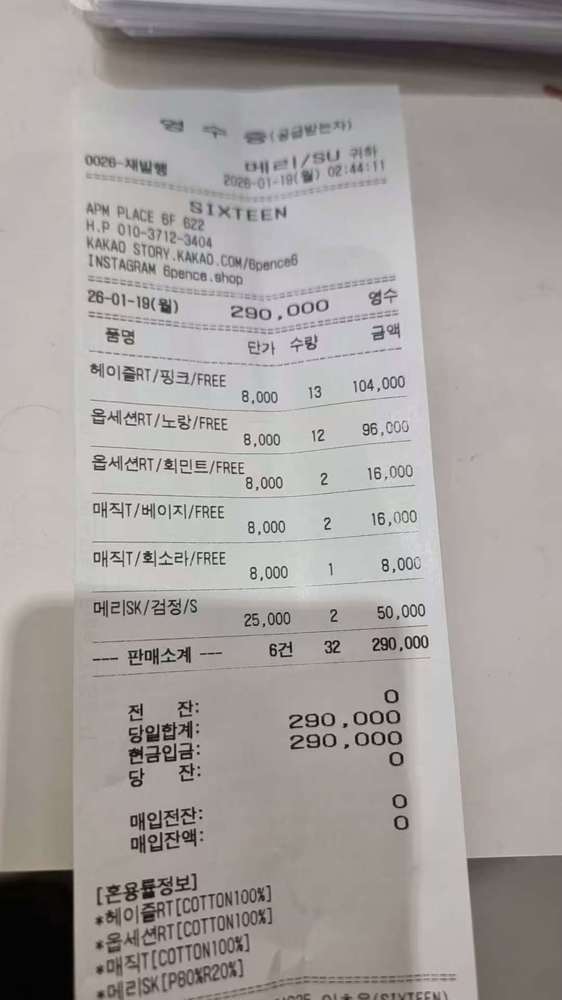 영 수 증(공급받는자)
0026-재발행 메리/SU 귀하
2026-01-19(월) 02:44:11
SIXTEEN
APM PLACE 6F 622
H.P 010-3712-3404
KAKAO STORY.KAKAO.COM/6pence6
INSTAGRAM 6pence.shop
26-01-19(월) 290,000 영수
품명 단가 수량 금액
헤이즐RT/핑크/FREE
8,000 13 104,000
옵세션RT/노랑/FREE
8,000 12 96,000
옵세션RT/회민트/FREE
8,000 2 16,000
매직T/베이지/FREE
8,000 2 16,000
매직T/회소라/FREE
8,000 1 8,000
메리SK/검정/S
25,000 2 50,000
--- 판매소계 --- 6건 32 290,000
전 잔: 0
당일합계: 290,000
현금입금: 290,000
당 잔: 0
매입전잔: 0
매입잔액: 0
[혼용률정보]
*헤이즐RT[COTTON100%]
*옵세션RT[COTTON100%]
*매직T[COTTON100%]
*메리SK[P80%R20%]
(SIXTEEN)